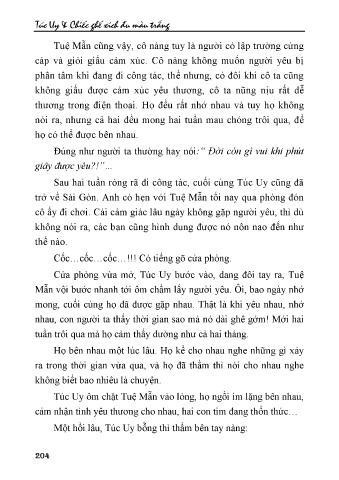 Túc Uy & Chiếc ghế xích đu màu trắng
Tuệ Mẫn cũng vậy, cô nàng tuy là người có lập trường cứng
cáp và giỏi giấu cảm xúc. Cô nàng không muốn người yêu bị
phân tâm khi đang đi công tác, thế nhưng, có đôi khi cô ta cũng
không giấu được cảm xúc yêu thương, cô ta nũng nịu rất dễ
thương trong điện thoai. Họ đều rất nhớ nhau và tuy họ không
nói ra, nhưng cả hai đều mong hai tuần mau chóng trôi qua, để
họ có thể được bên nhau.
Đúng như người ta thường hay nói:“ Đời còn gì vui khi phút
giây được yêu?!”...
Sau hai tuần ròng rã đi công tác, cuối cùng Túc Uy cũng đã
trở về Sài Gòn. Anh có hẹn với Tuệ Mẫn tối nay qua phòng đón
cô ấy đi chơi. Cái cảm giác lâu ngày không gặp người yêu, thì dù
không nói ra, các bạn cũng hình dung được nó nôn nao đến như
thế nào.
Cốc…cốc…cốc…!!! Có tiếng gõ cửa phòng.
Cửa phòng vừa mở, Túc Uy bước vào, dang đôi tay ra, Tuệ
Mẫn vội bước nhanh tới ôm chầm lấy người yêu. Ôi, bao ngày nhớ
mong, cuối cùng họ đã được gặp nhau. Thật là khi yêu nhau, nhớ
nhau, con người ta thấy thời gian sao mà nó dài ghê gớm! Mới hai
tuần trôi qua mà họ cảm thấy dường như cả hai tháng.
Họ bên nhau một lúc lâu. Họ kể cho nhau nghe những gì xảy
ra trong thời gian vừa qua, và họ đã thầm thì nói cho nhau nghe
không biết bao nhiêu là chuyện.
Túc Uy ôm chặt Tuệ Mẫn vào lòng, họ ngồi im lặng bên nhau,
cảm nhận tình yêu thương cho nhau, hai con tim đang thổn thức…
Một hồi lâu, Túc Uy bỗng thì thầm bên tay nàng:
204